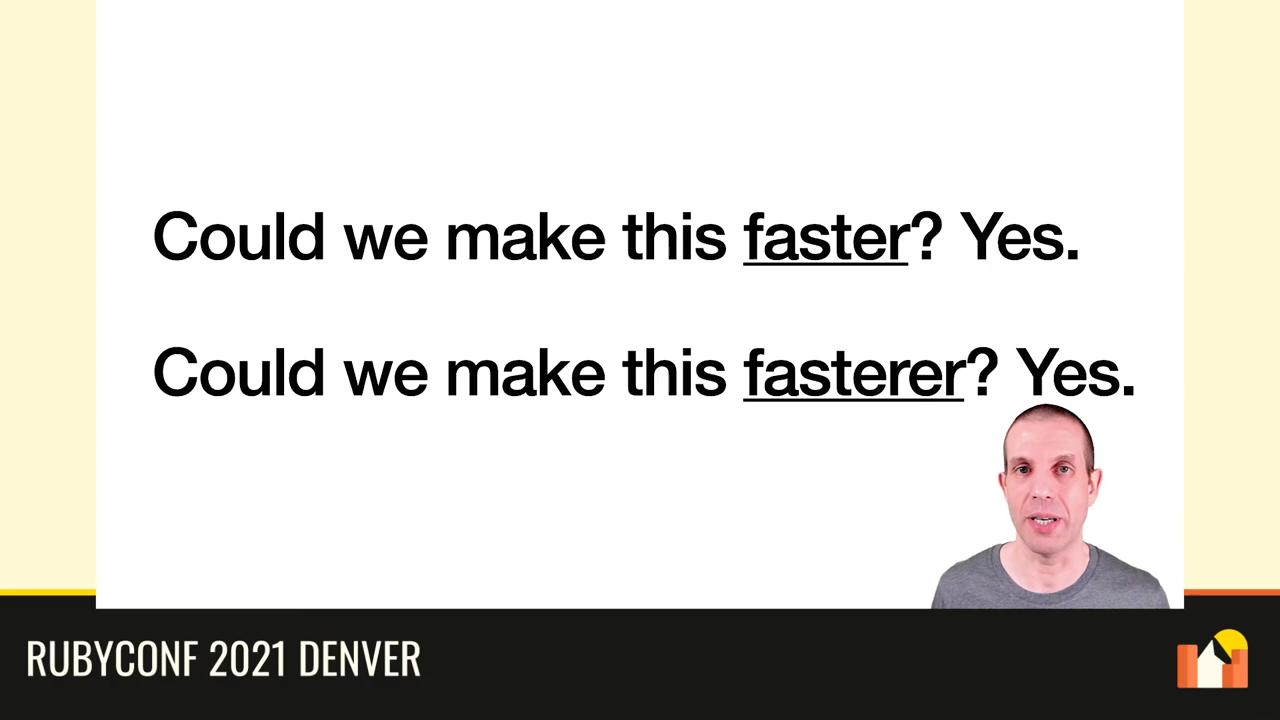 Could we make this faster? Yes.
Could we make this fasterer? Yes.
RUBYCONF 2021 DENVER